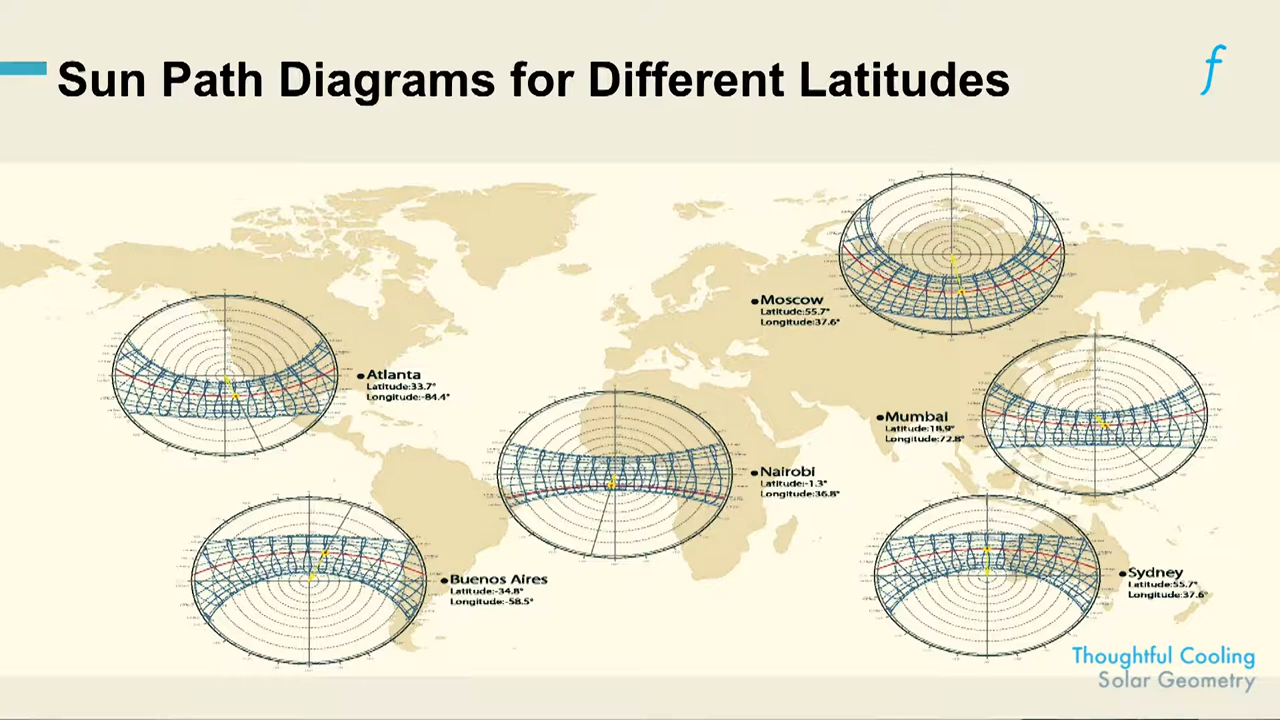 Sun Path Diagrams for Different Latitudes
f
Moscow
Latitude:55.7°
Longitude:37.6°
Atlanta
Latitude:33.7°
Longitude:-84.4°
Mumbai
Latitude:18.9°
Longitude:72.8°
Nairobi
Latitude:-1.3°
Longitude:36.8°
Buenos Aires
Latitude:-34.8°
Longitude:-58.5°
Sydney
Latitude:55.7°
Longitude:37.6°
Thoughtful Cooling
Solar Geometry